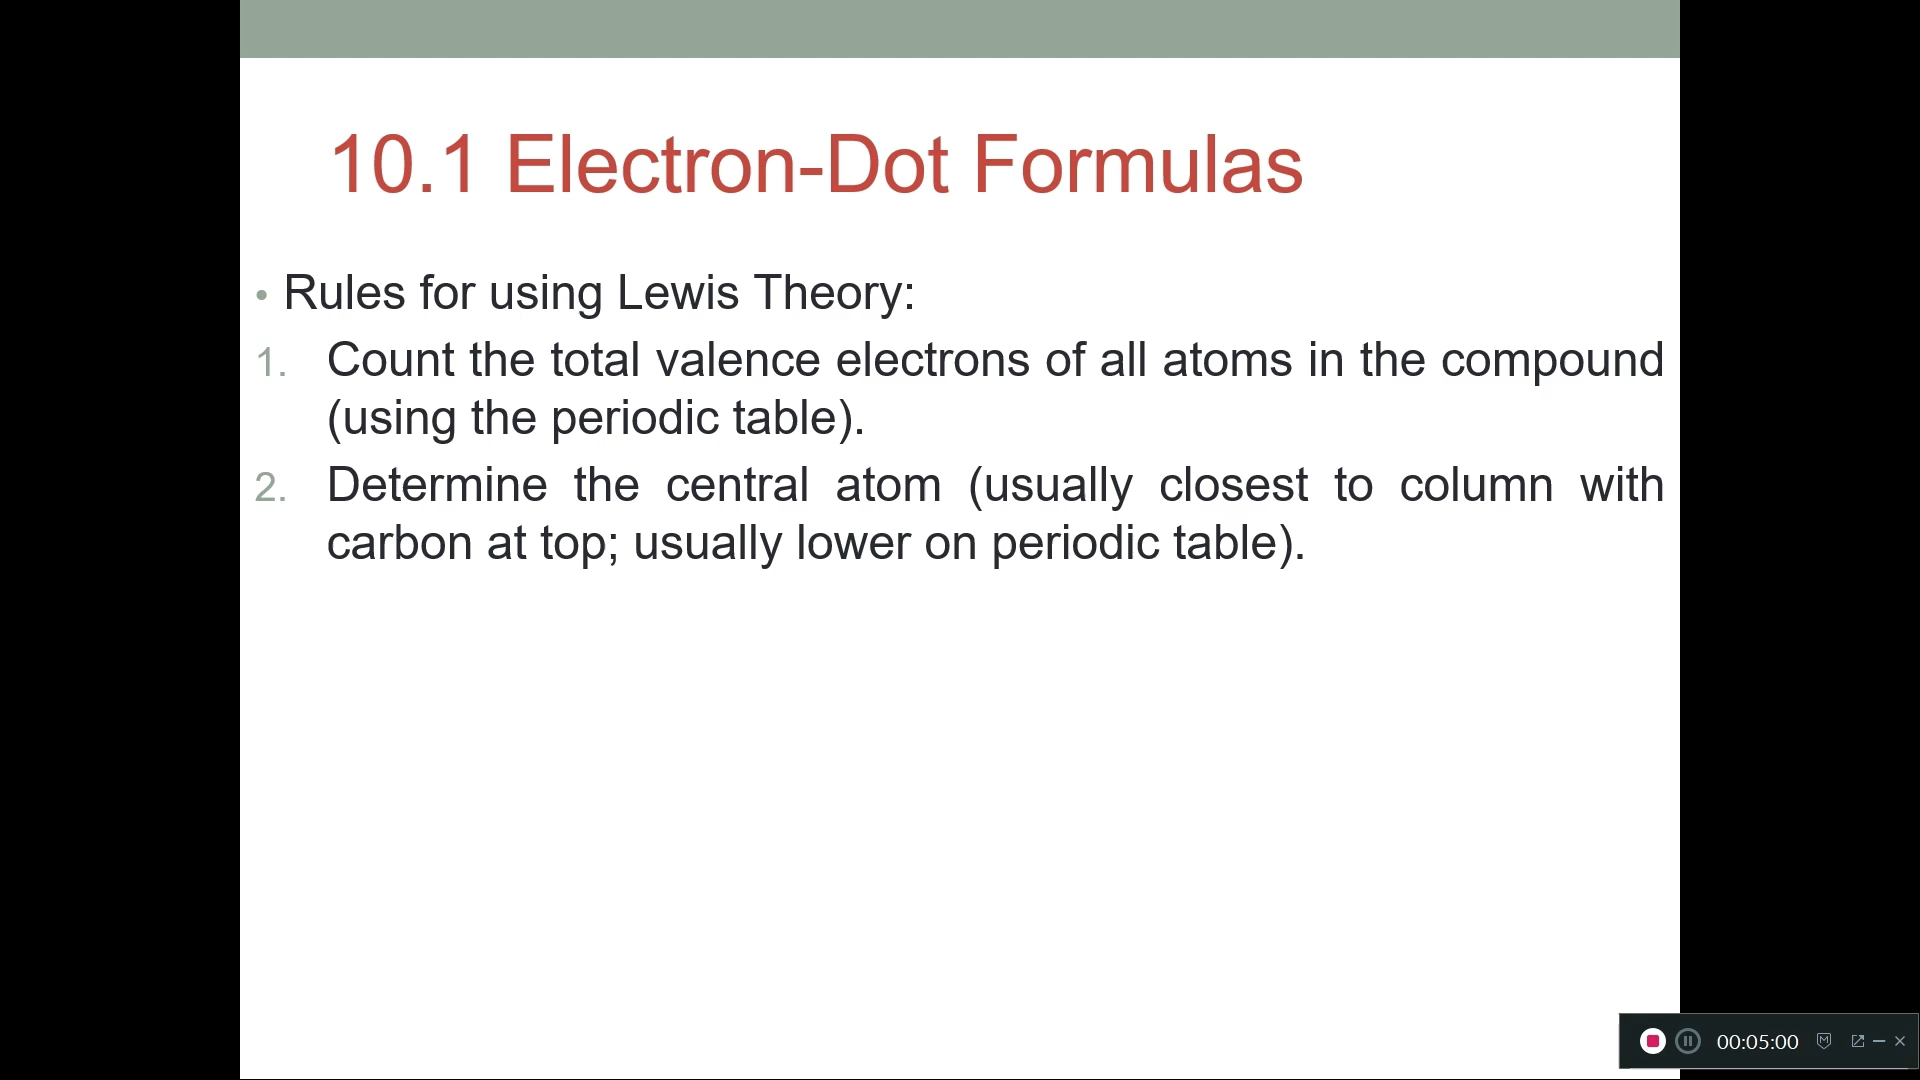 10.1 Electron-Dot Formulas
• Rules for using Lewis Theory:
1. Count the total valence electrons of all atoms in the compound
(using the periodic table).
2. Determine the central atom (usually closest to column with
carbon at top; usually lower on periodic table).
00:05:00